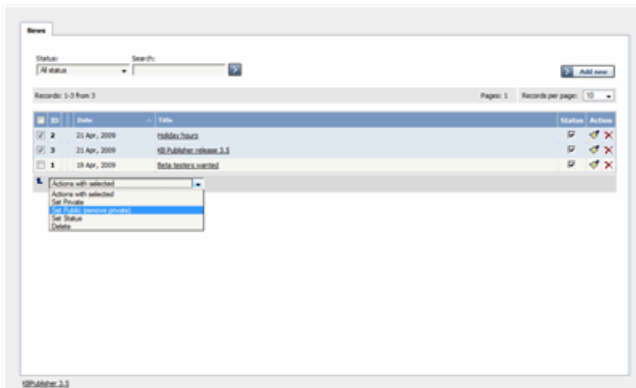 News
Status: Search:
All status
Add new
Records: 1-3 from 3 Pages: 1 Records per page: 10
ID Date Title Status Action
2 21 Apr, 2009 Holiday hours
3 21 Apr, 2009 KB Publisher release 3.5
1 19 Apr, 2009 Beta testers wanted
Actions with selected
Actions with selected
Set Private
Set Public (remove private)
Set Status
Delete
KBPublisher 3.5